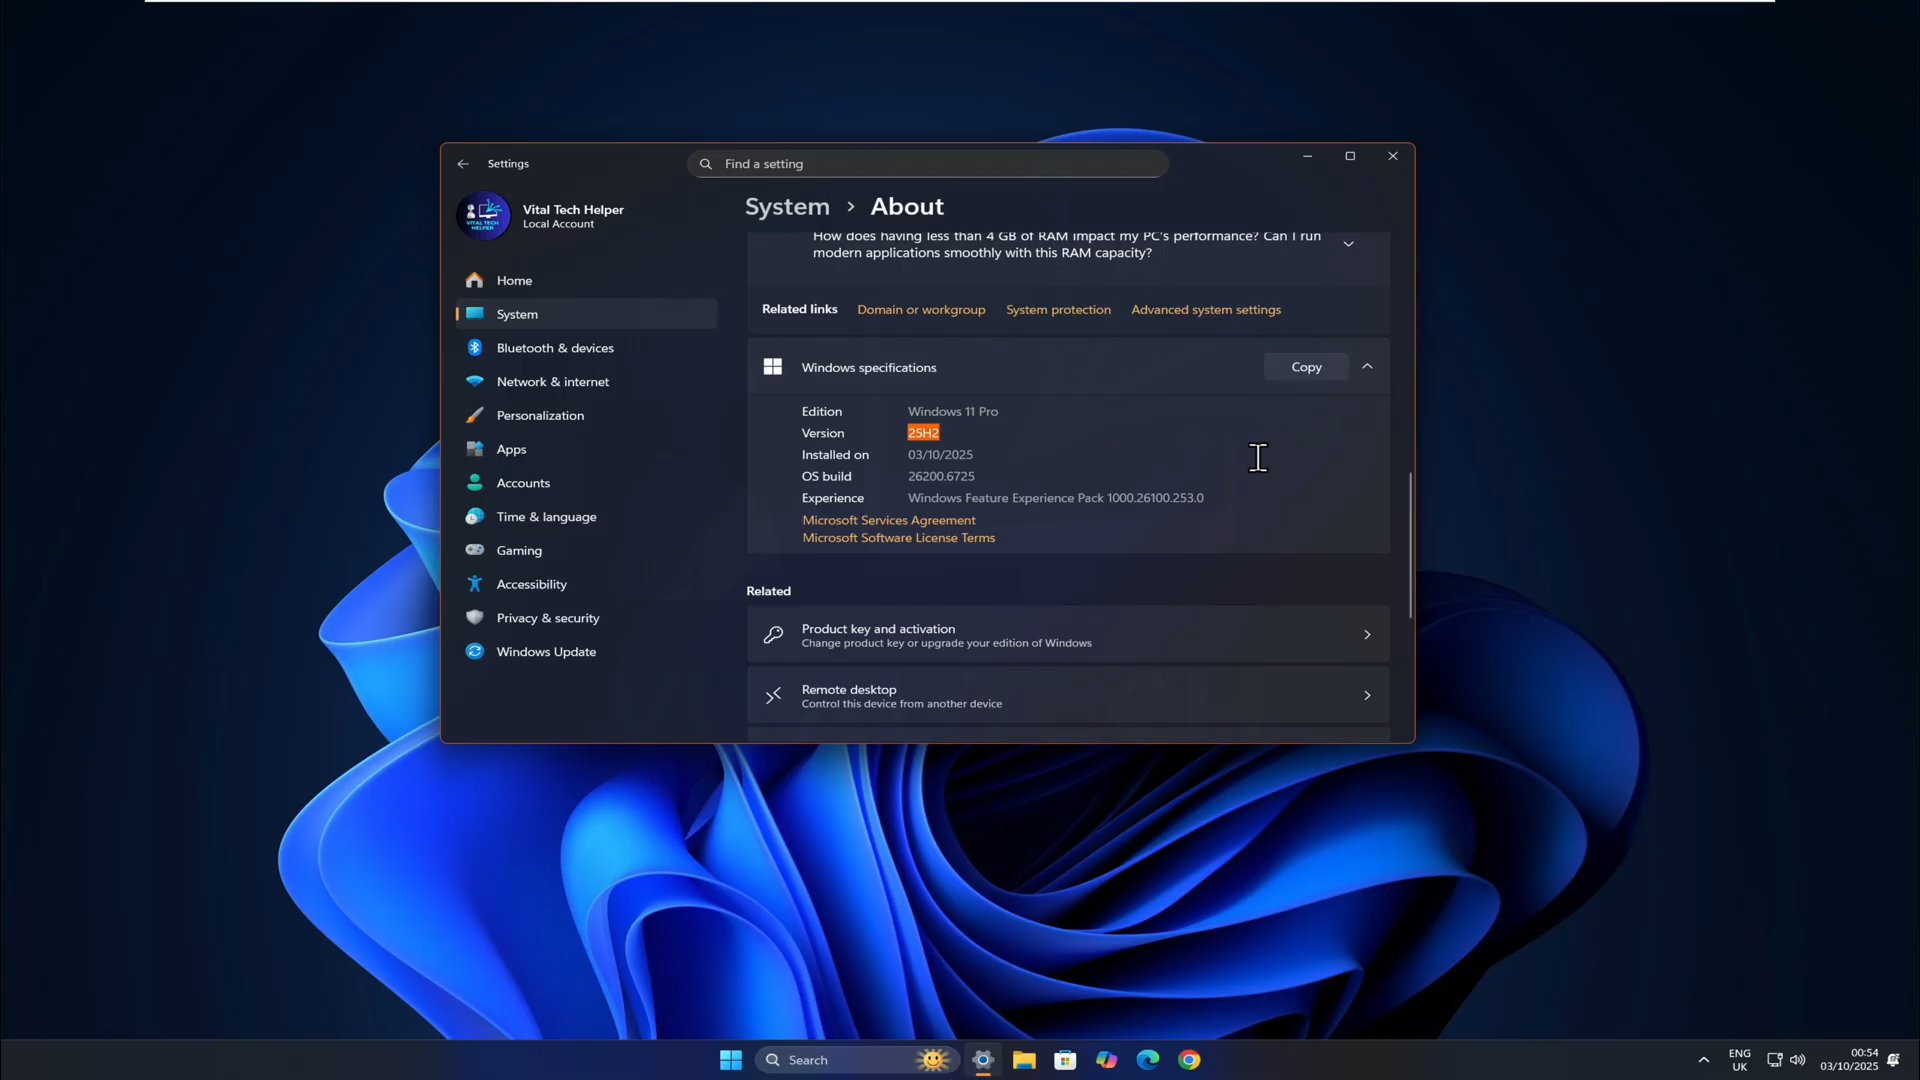 Settings
Find a setting
VITAL TECH
HELPER
Vital Tech Helper
Local Account
Home
System
Bluetooth & devices
Network & internet
Personalization
Apps
Accounts
Time & language
Gaming
Accessibility
Privacy & security
Windows Update
System > About
How does having less than 4 GB of RAM impact my PC's performance? Can I run
modern applications smoothly with this RAM capacity?
Related links Domain or workgroup System protection Advanced system settings
Windows specifications Copy
Edition Windows 11 Pro
Version 25H2
Installed on 03/10/2025
OS build 26200.6725
Experience Windows Feature Experience Pack 1000.26100.253.0
Microsoft Services Agreement
Microsoft Software License Terms
Related
Product key and activation
Change product key or upgrade your edition of Windows
Remote desktop
Control this device from another device
Search
ENG
UK
00:54
03/10/2025